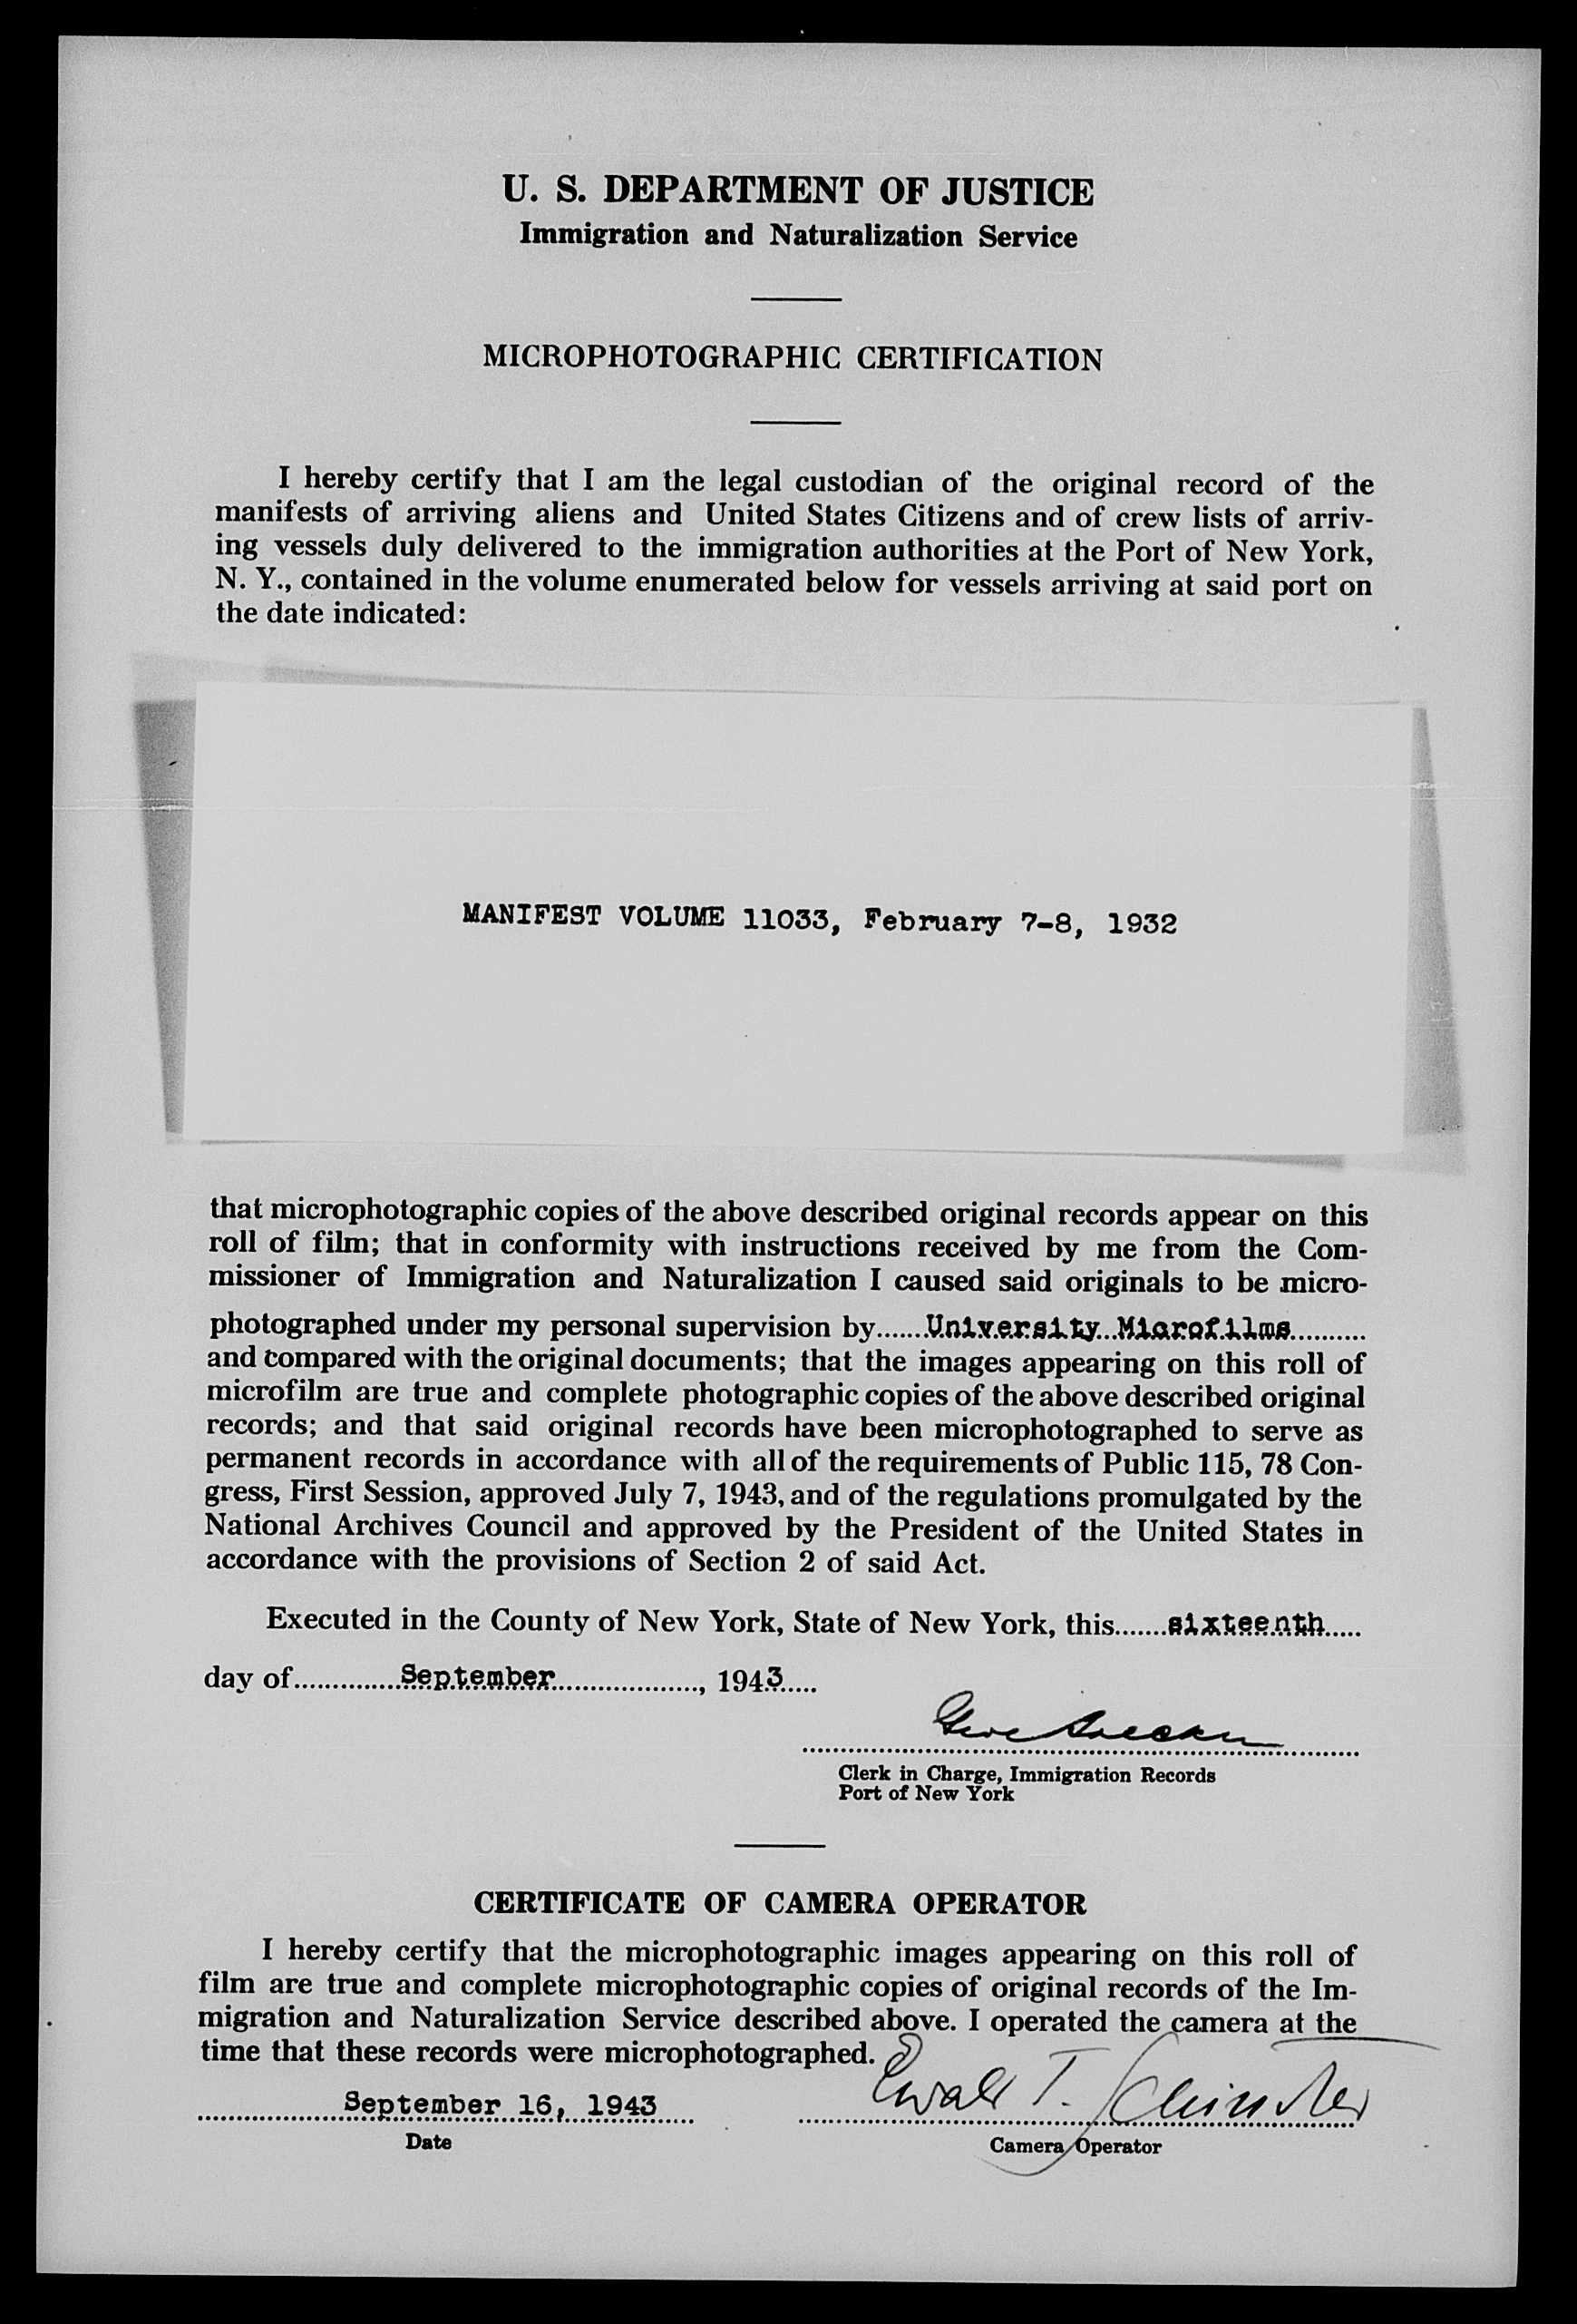 U. S. DEPARTMENT OF JUSTICE
Immigration and Naturalization Service
MICROPHOTOGRAPHIC CERTIFICATION
I hereby certify that I am the legal custodian of the original record of the
manifests of arriving aliens and United States Citizens and of crew lists of arriv-
ing vessels duly delivered to the immigration authorities at the Port of New York,
N. Y., contained in the volume enumerated below for vessels arriving at said port on
the date indicated:
MANIFEST VOLUME 11033, February 7-8, 1932
that microphotographic copies of the above described original records appear on this
roll of film; that in conformity with instructions received by me from the Com-
missioner of Immigration and Naturalization I caused said originals to be micro-
photographed under my personal supervision by......University Microfilms..........
and compared with the original documents; that the images appearing on this roll of
microfilm are true and complete photographic copies of the above described original
records; and that said original records have been microphotographed to serve as
permanent records in accordance with all of the requirements of Public 115, 78 Con-
gress, First Session, approved July 7, 1943, and of the regulations promulgated by the
National Archives Council and approved by the President of the United States in
accordance with the provisions of Section 2 of said Act.
Executed in the County of New York, State of New York, this.......sixteenth.....
day of..............September..................., 1943.....
Clerk in Charge, Immigration Records
Port of New York
CERTIFICATE OF CAMERA OPERATOR
I hereby certify that the microphotographic images appearing on this roll of
film are true and complete microphotographic copies of original records of the Im-
migration and Naturalization Service described above. I operated the camera at the
time that these records were microphotographed.
September 16, 1943 Ewald T.
Date Camera Operator